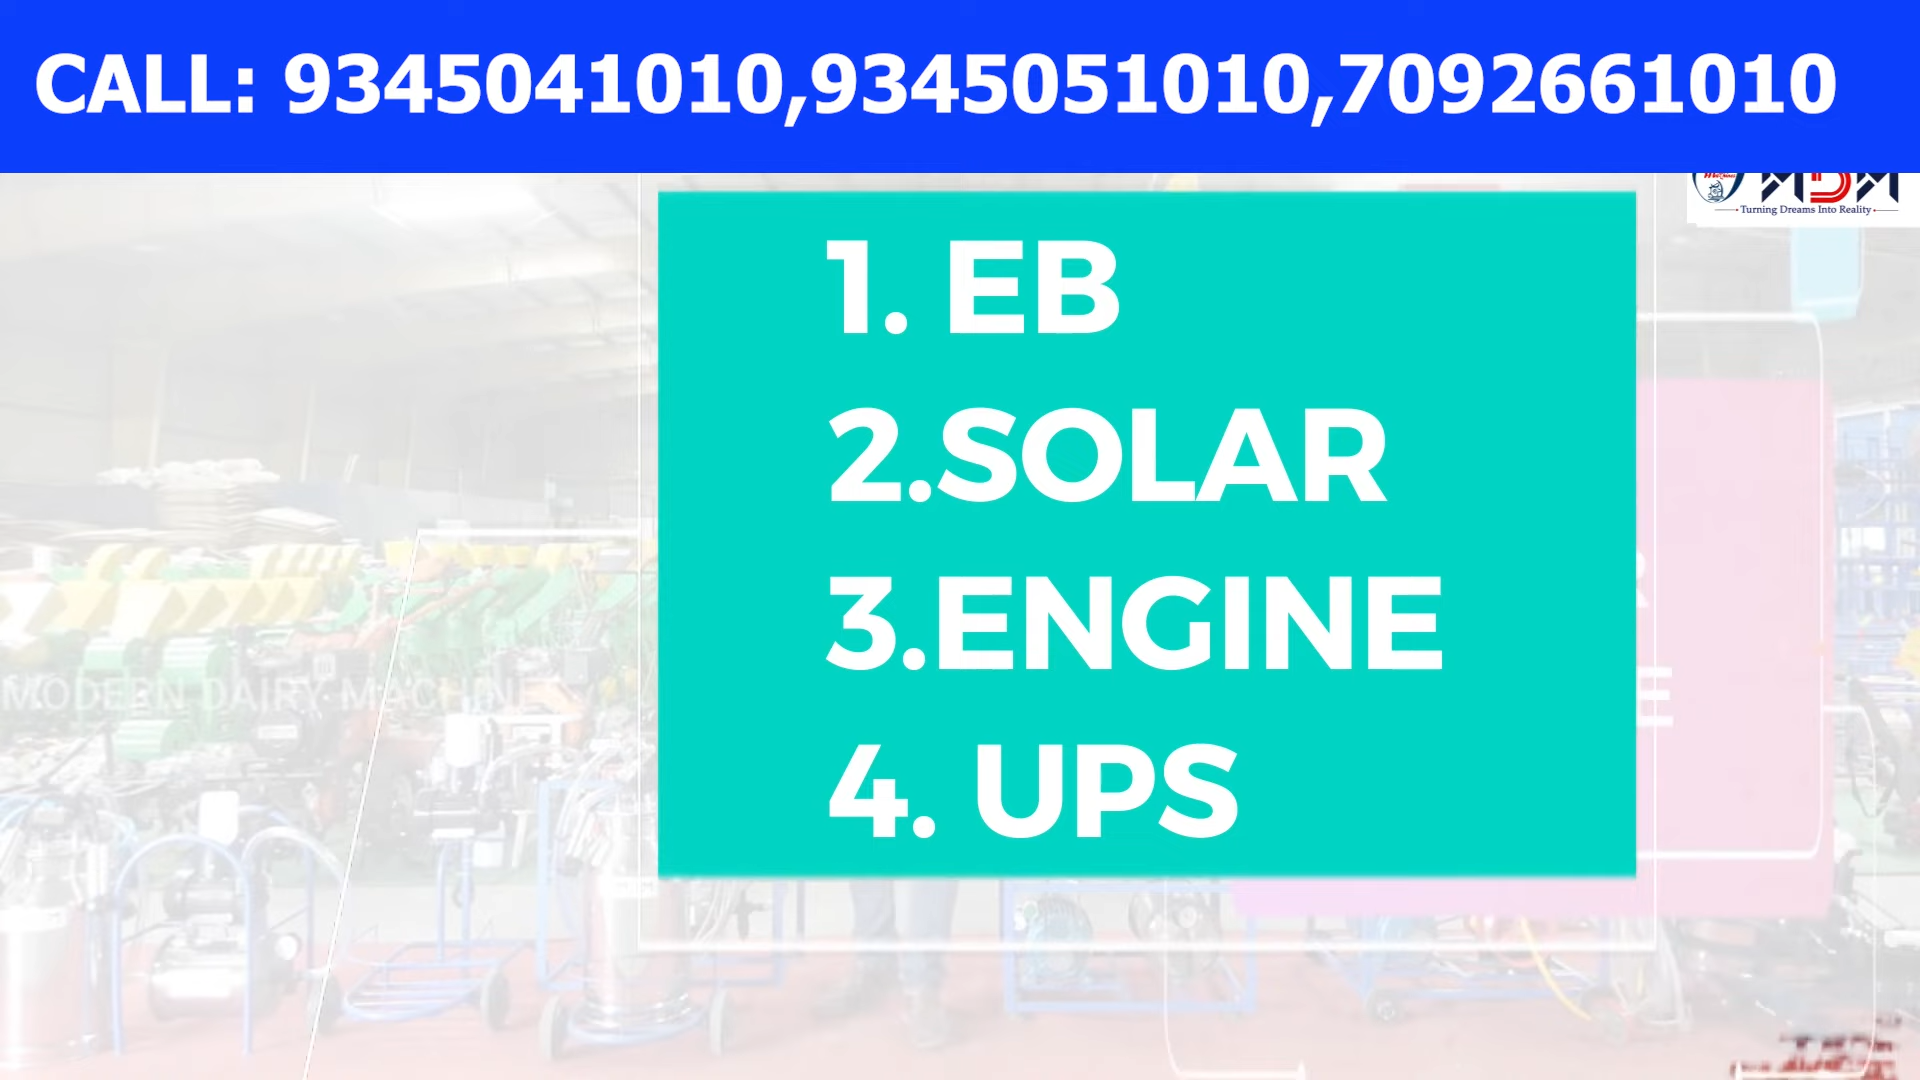 CALL: 9345041010,9345051010,7092661010
MDM
Turning Dreams Into Reality
1. EB
2.SOLAR
3.ENGINE
4. UPS
MODERN DAIRY MACHINE